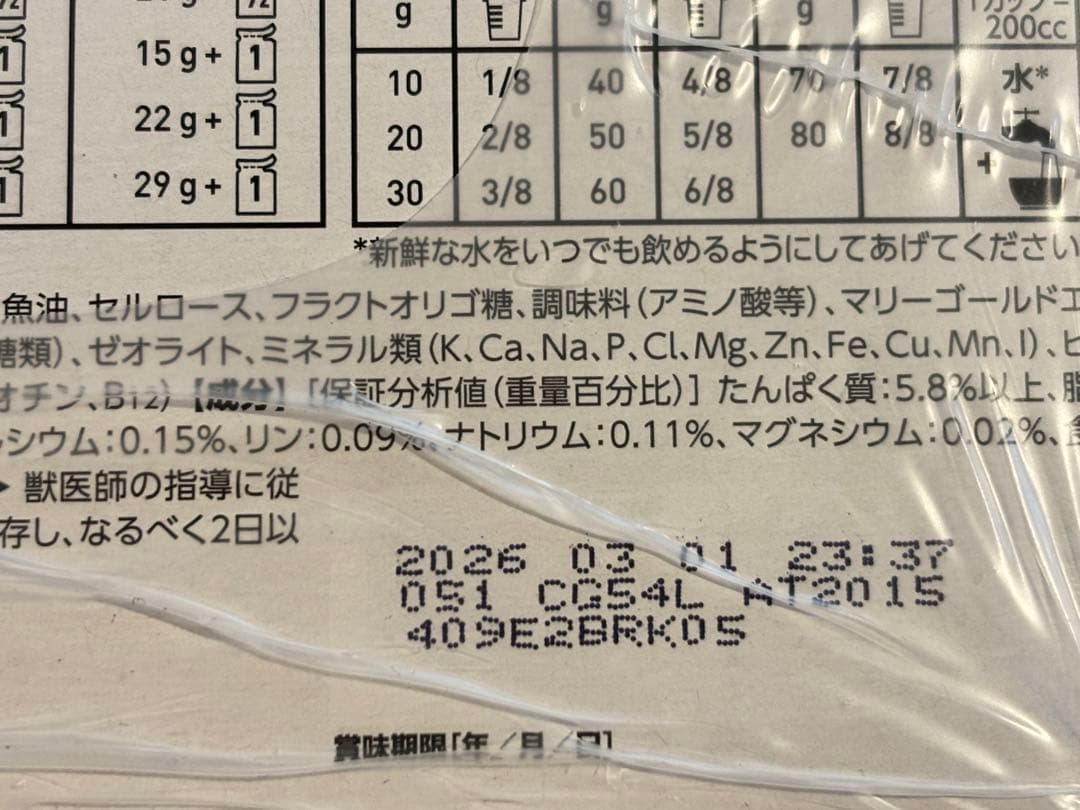 15 g + 1
22 g + 1
29 g + 1
g g g 1カップ=
200cc
10 1/8 40 4/8 70 7/8 水*
20 2/8 50 5/8 80 8/8
+
30 3/8 60 6/8
*新鮮な水をいつでも飲めるようにしてあげてください
魚油、セルロース、フラクトオリゴ糖、調味料(アミノ酸等)、マリーゴールドエ
糖類)、ゼオライト、ミネラル類(K、Ca、Na、P、Cl、Mg、Zn、Fe、Cu、Mn、I)、ビ
オチン、B12)【成分】[保証分析値(重量百分比)] たんぱく質:5.8%以上、脂
シウム:0.15%、リン:0.09%、ナトリウム:0.11%、マグネシウム:0.02%、
獣医師の指導に従
存し、なるべく2日以
2026 03 01 23:37
0S1 CG54L AT2015
409E2BRK05
賞味期限[年/月/日]